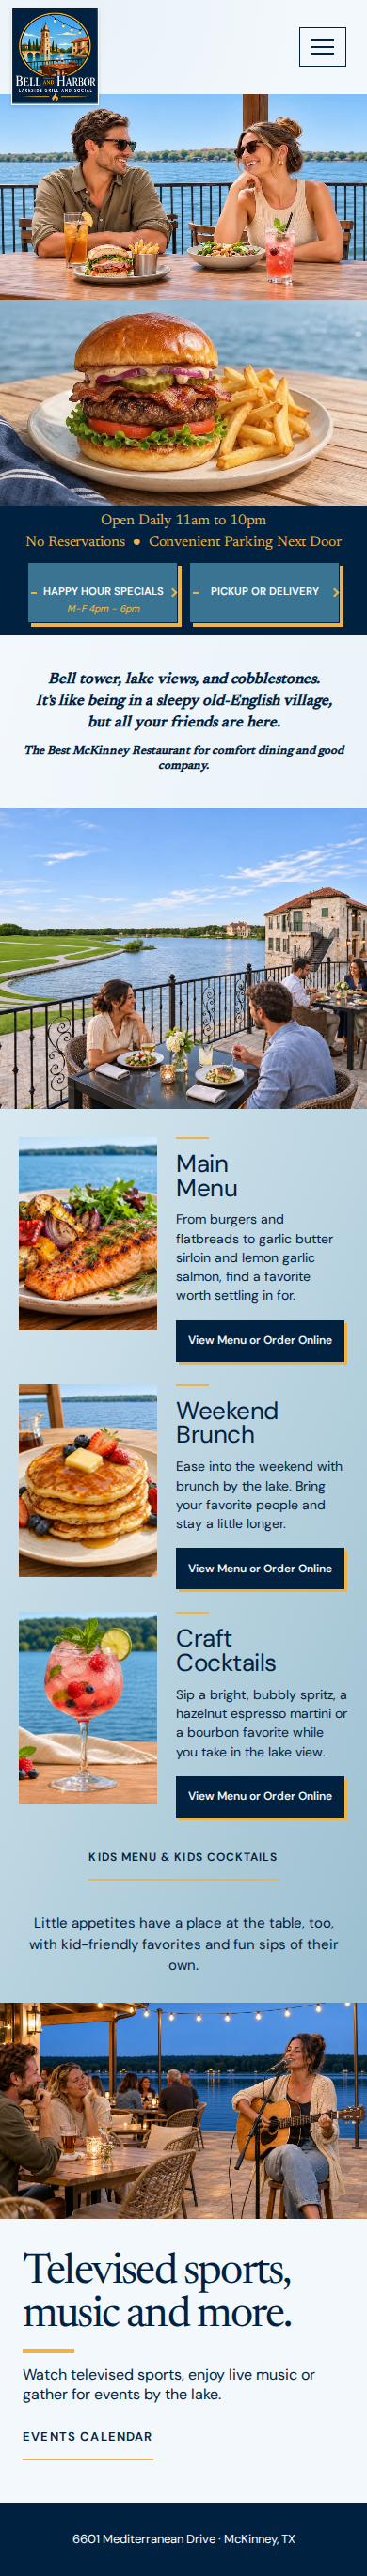 BELL AND HARBOR
LAKESIDE GRILL AND SOCIAL
Open Daily 11am to 10pm
No Reservations ● Convenient Parking Next Door
HAPPY HOUR SPECIALS
M-F 4pm - 6pm
PICKUP OR DELIVERY
Bell tower, lake views, and cobblestones.
It's like being in a sleepy old-English village,
but all your friends are here.
The Best McKinney Restaurant for comfort dining and good
company.
Main
Menu
From burgers and
flatbreads to garlic butter
sirloin and lemon garlic
salmon, find a favorite
worth settling in for.
View Menu or Order Online
Weekend
Brunch
Ease into the weekend with
brunch by the lake. Bring
your favorite people and
stay a little longer.
View Menu or Order Online
Craft
Cocktails
Sip a bright, bubbly spritz, a
hazelnut espresso martini or
a bourbon favorite while
you take in the lake view.
View Menu or Order Online
KIDS MENU & KIDS COCKTAILS
Little appetites have a place at the table, too,
with kid-friendly favorites and fun sips of their
own.
Televised sports,
music and more.
Watch televised sports, enjoy live music or
gather for events by the lake.
EVENTS CALENDAR
6601 Mediterranean Drive · McKinney, TX